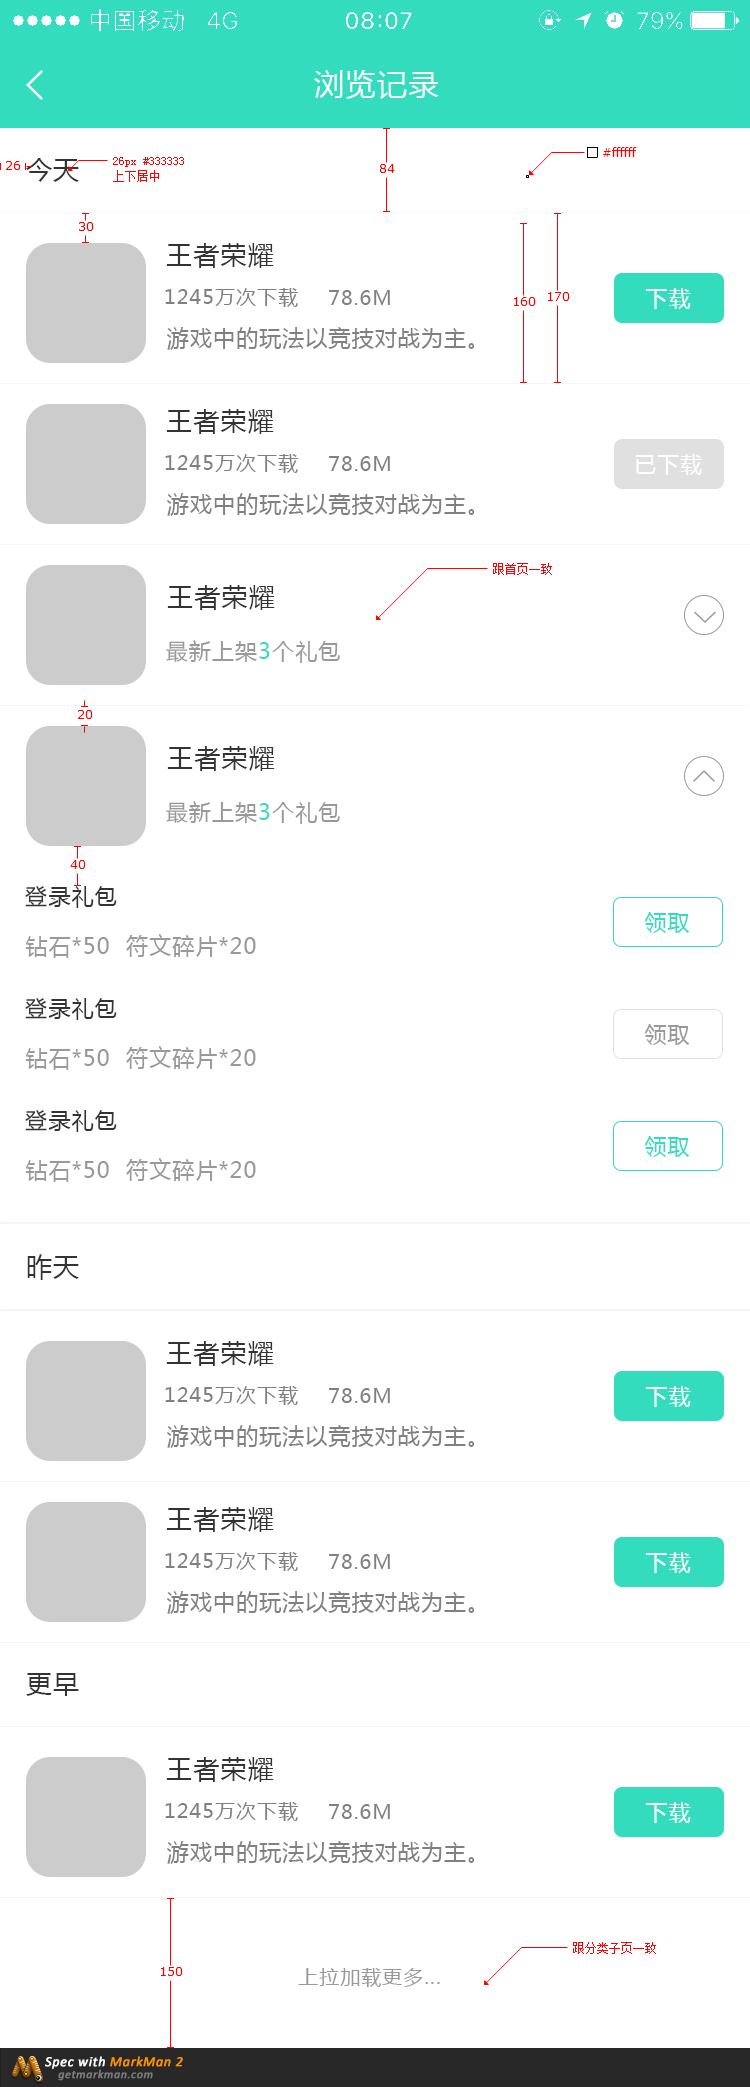 中国移动 4G 08:07 79%
浏览记录
26
今天
26px #333333
上下居中
84
#ffffff
30
王者荣耀
1245万次下载 78.6M
游戏中的玩法以竞技对战为主。
160
170
下载
王者荣耀
1245万次下载 78.6M
游戏中的玩法以竞技对战为主。
已下载
跟首页一致
王者荣耀
最新上架3个礼包
20
王者荣耀
最新上架3个礼包
40
登录礼包
钻石*50 符文碎片*20
领取
登录礼包
钻石*50 符文碎片*20
领取
登录礼包
钻石*50 符文碎片*20
领取
昨天
王者荣耀
1245万次下载 78.6M
游戏中的玩法以竞技对战为主。
下载
王者荣耀
1245万次下载 78.6M
游戏中的玩法以竞技对战为主。
下载
更早
王者荣耀
1245万次下载 78.6M
游戏中的玩法以竞技对战为主。
下载
150
上拉加载更多...
跟分类子页一致
Spec with MarkMan 2
getmarkman.com